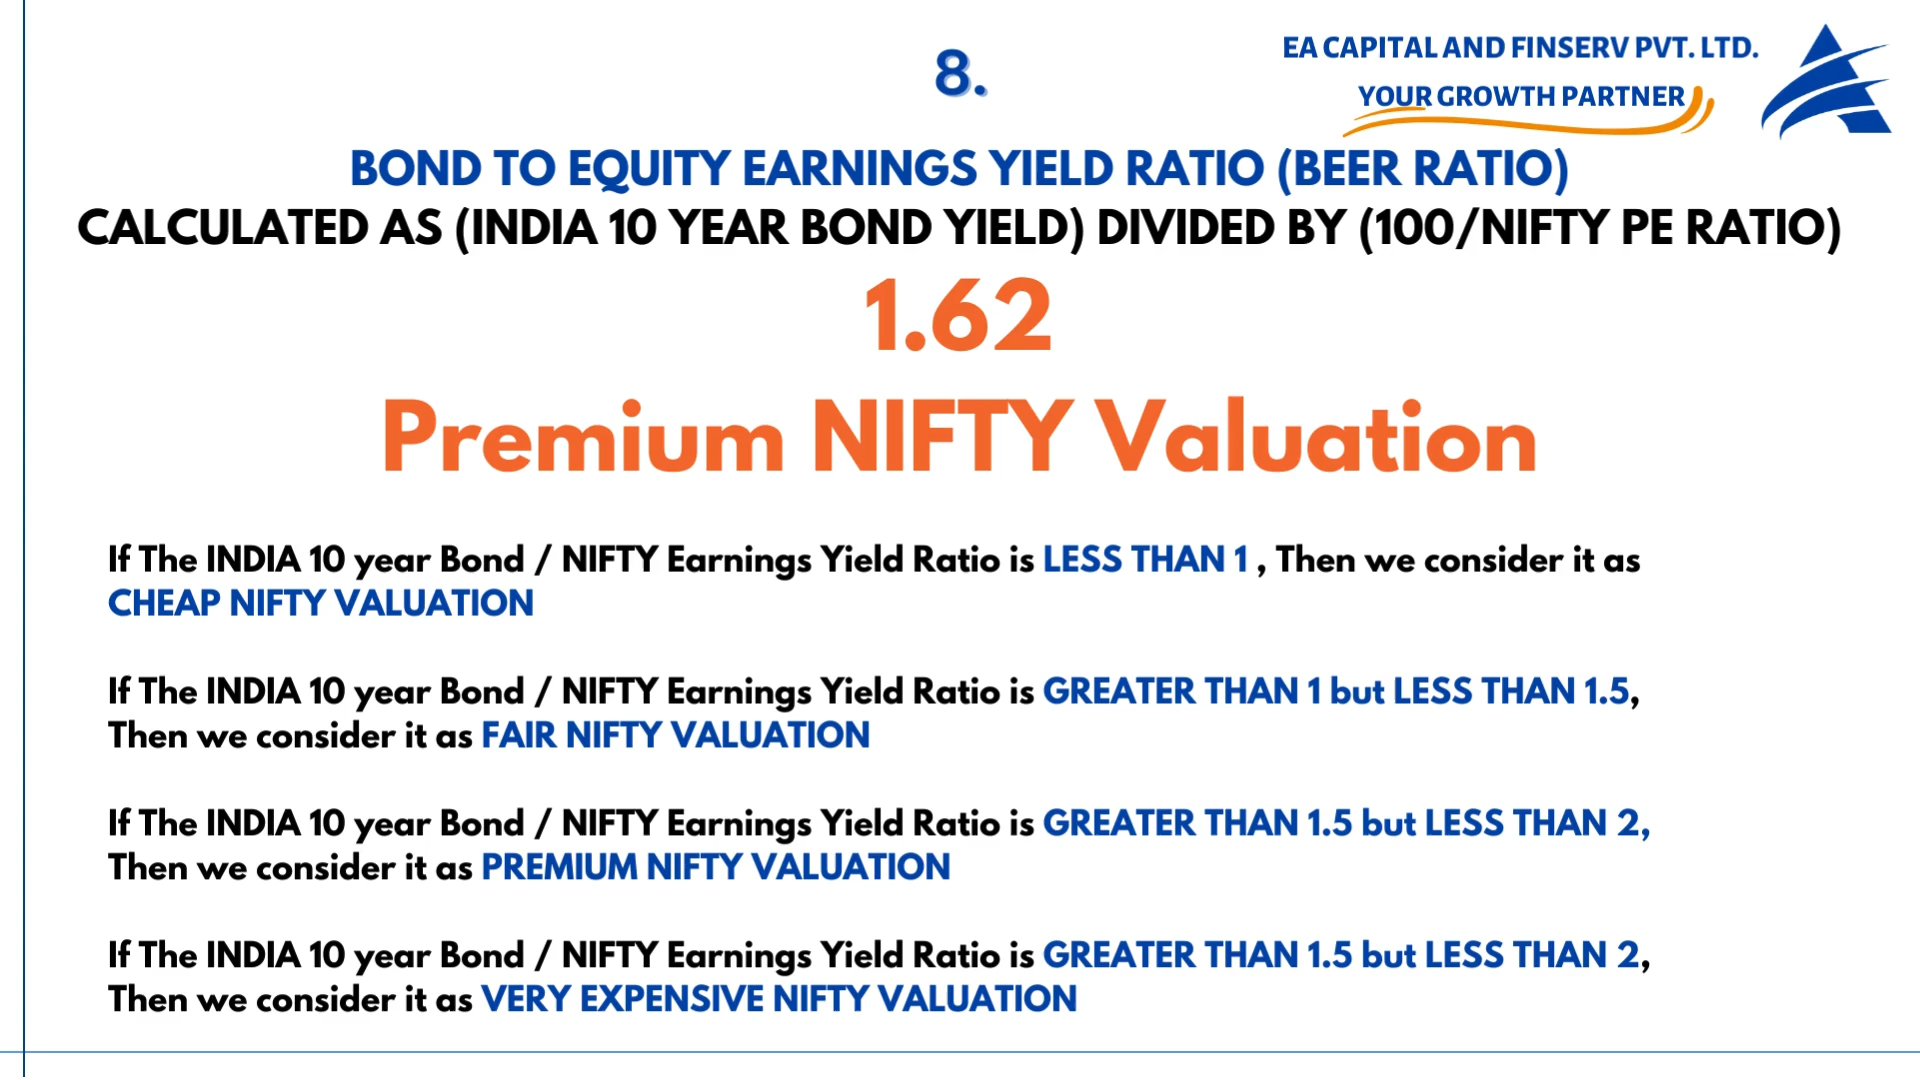 8.
EA CAPITAL AND FINSERV PVT. LTD.
YOUR GROWTH PARTNER
BOND TO EQUITY EARNINGS YIELD RATIO (BEER RATIO)
CALCULATED AS (INDIA 10 YEAR BOND YIELD) DIVIDED BY (100/NIFTY PE RATIO)
1.62
Premium NIFTY Valuation
If The INDIA 10 year Bond / NIFTY Earnings Yield Ratio is LESS THAN 1 , Then we consider it as
CHEAP NIFTY VALUATION
If The INDIA 10 year Bond / NIFTY Earnings Yield Ratio is GREATER THAN 1 but LESS THAN 1.5,
Then we consider it as FAIR NIFTY VALUATION
If The INDIA 10 year Bond / NIFTY Earnings Yield Ratio is GREATER THAN 1.5 but LESS THAN 2,
Then we consider it as PREMIUM NIFTY VALUATION
If The INDIA 10 year Bond / NIFTY Earnings Yield Ratio is GREATER THAN 1.5 but LESS THAN 2,
Then we consider it as VERY EXPENSIVE NIFTY VALUATION